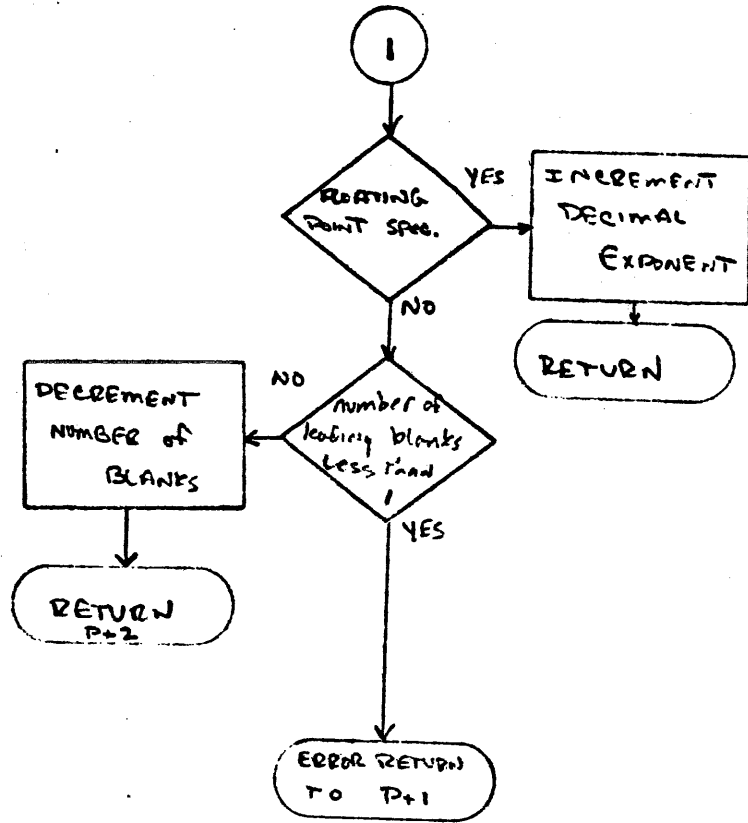 1
FLOATING
POINT SPEC.
YES
INCREMENT
DECIMAL
EXPONENT
RETURN
NO
number of
leading blanks
Less than
1
NO
DECREMENT
NUMBER of
BLANKS
RETURN
P+2
YES
ERROR RETURN
TO P+1